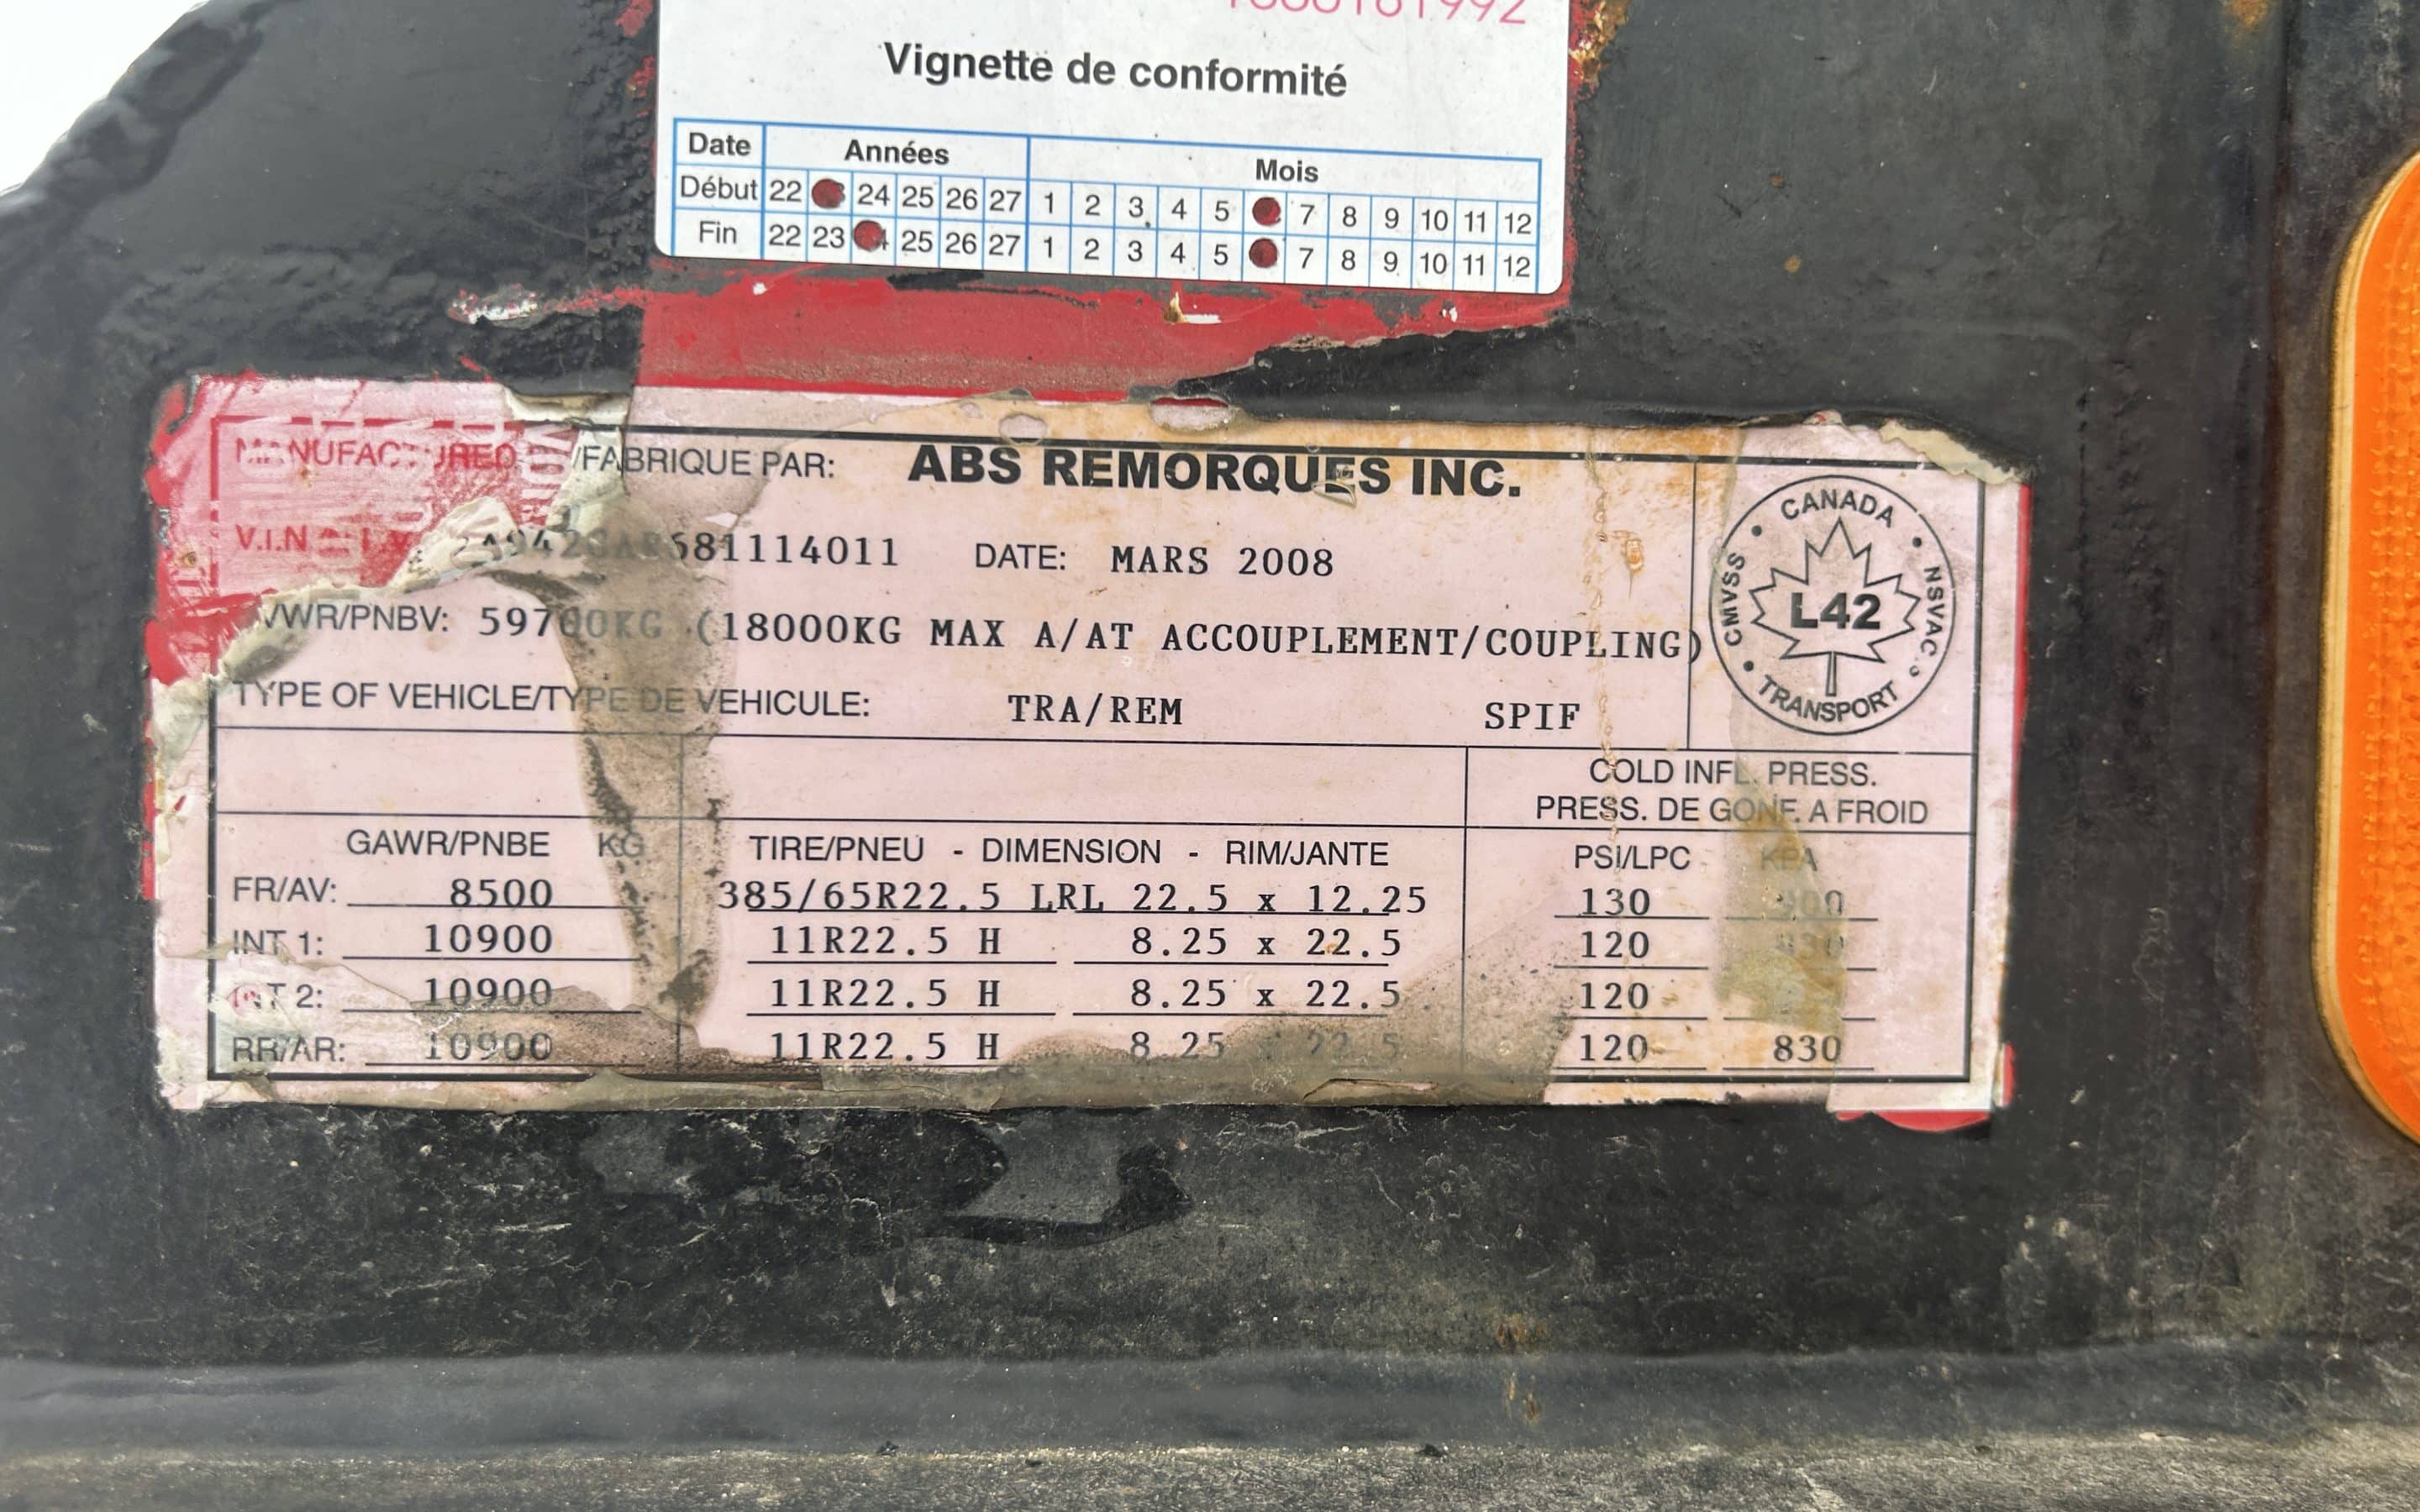 Vignette de conformité
Date Années Mois
Début 22 24 25 26 27 1 2 3 4 5 7 8 9 10 11 12
Fin 22 23 25 26 27 1 2 3 4 5 7 8 9 10 11 12
MANUFACTURED /FABRIQUE PAR: ABS REMORQUES INC.
V.I.N DATE: MARS 2008
59700KG (18000KG MAX A/AT ACCOUPLEMENT/COUPLING)
TYPE OF VEHICLE/TYPE DE VEHICULE: TRA/REM SPIF
CANADA
CMVSS L42 NSVAC
TRANSPORT
COLD INFL. PRESS.
PRESS. DE GONF. A FROID
GAWR/PNBE KG TIRE/PNEU - DIMENSION - RIM/JANTE PSI/LPC KPA
FR/AV: 8500 385/65R22.5 LRL 22.5 x 12.25 130
INT 1: 10900 11R22.5 H 8.25 x 22.5 120
INT 2: 10900 11R22.5 H 8.25 x 22.5 120
RR/AR: 10900 11R22.5 H 8 25 22.5 120 830